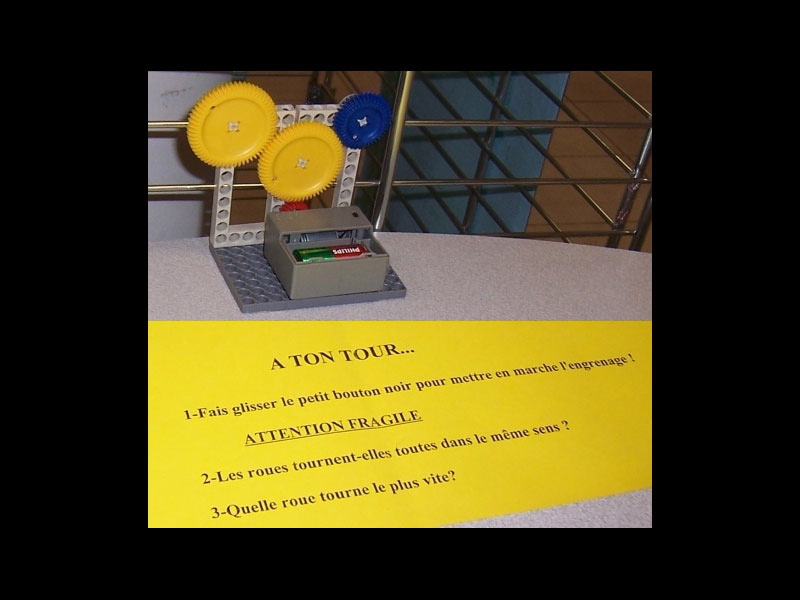 PHILIPS
A TON TOUR...
1-Fais glisser le petit bouton noir pour mettre en marche l'engrenage !
ATTENTION FRAGILE
2-Les roues tournent-elles toutes dans le même sens ?
3-Quelle roue tourne le plus vite?